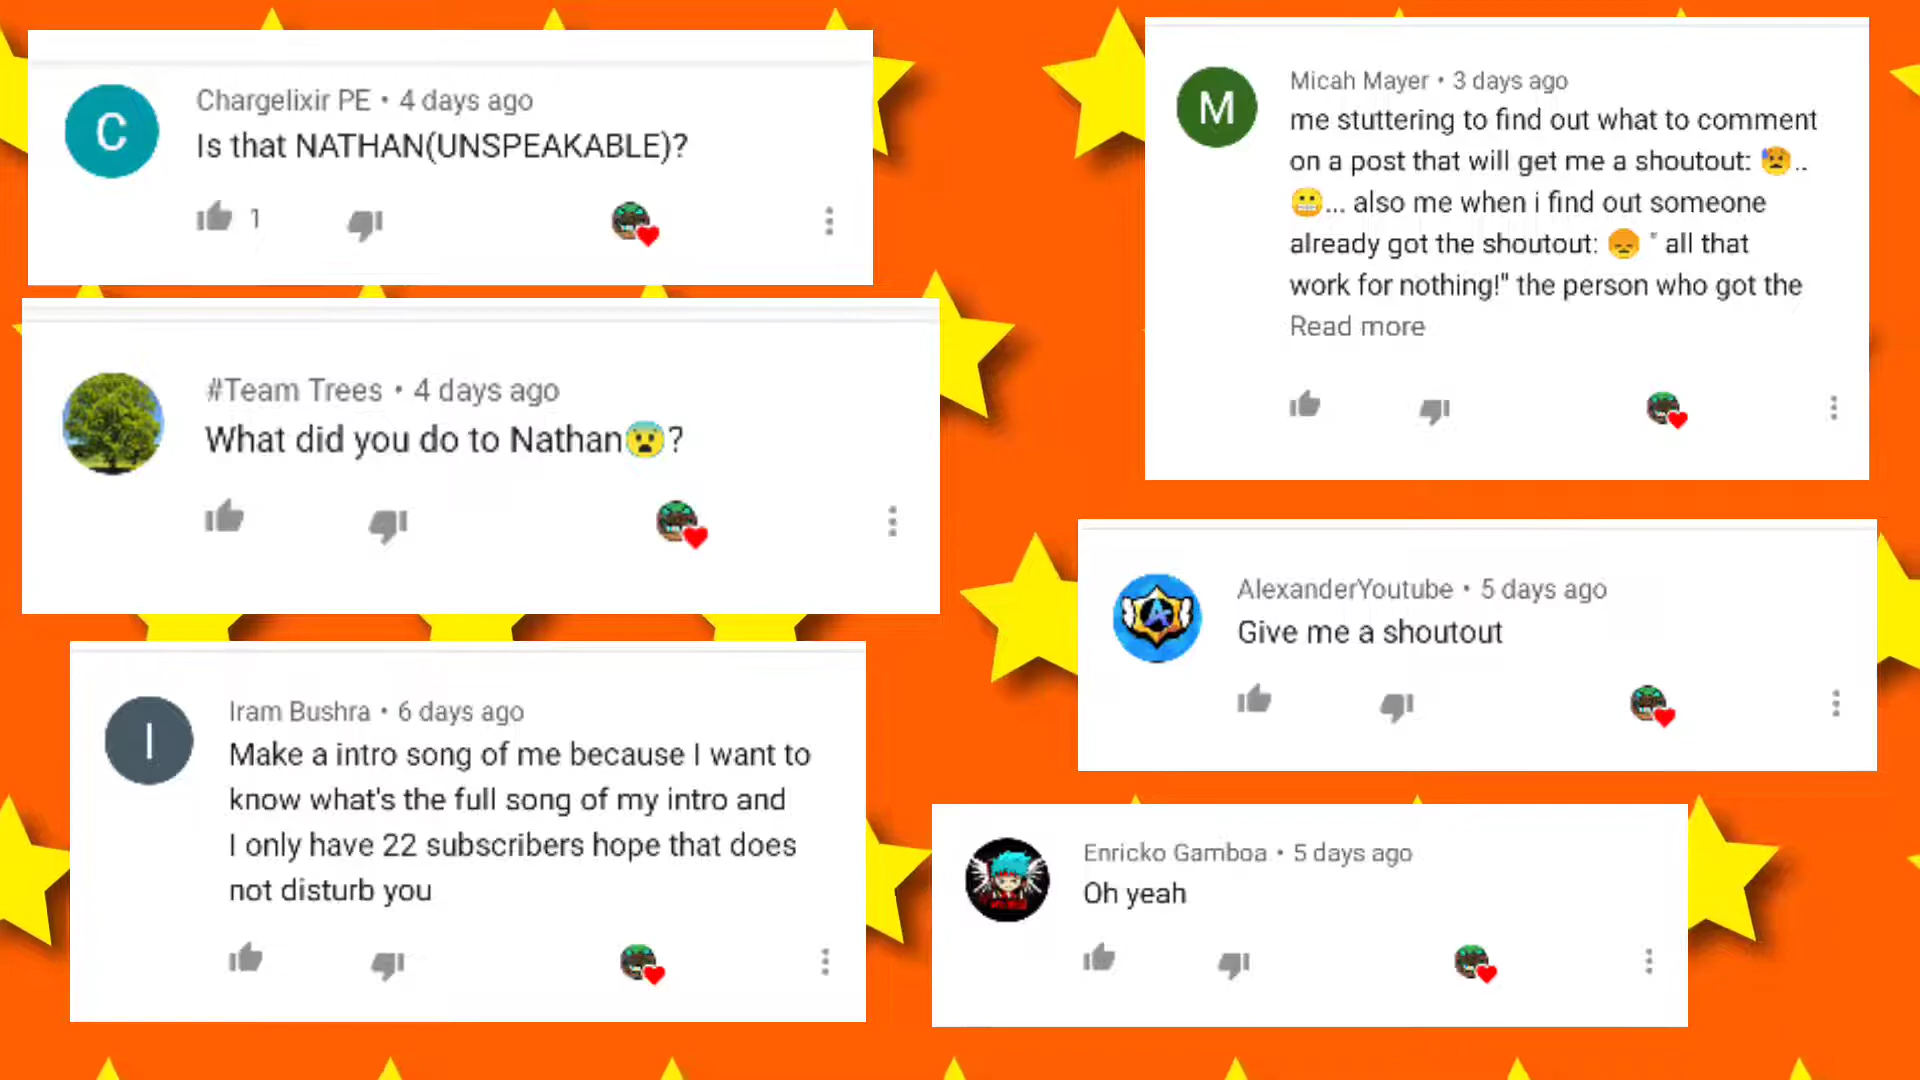 C
Chargelixir PE • 4 days ago
Is that NATHAN(UNSPEAKABLE)?
1
#Team Trees • 4 days ago
What did you do to Nathan😨?
I
Iram Bushra • 6 days ago
Make a intro song of me because I want to
know what's the full song of my intro and
I only have 22 subscribers hope that does
not disturb you
M
Micah Mayer • 3 days ago
me stuttering to find out what to comment
on a post that will get me a shoutout: 😰..
😬... also me when i find out someone
already got the shoutout: 😞 " all that
work for nothing!" the person who got the
Read more
AlexanderYoutube • 5 days ago
Give me a shoutout
Enricko Gamboa • 5 days ago
Oh yeah